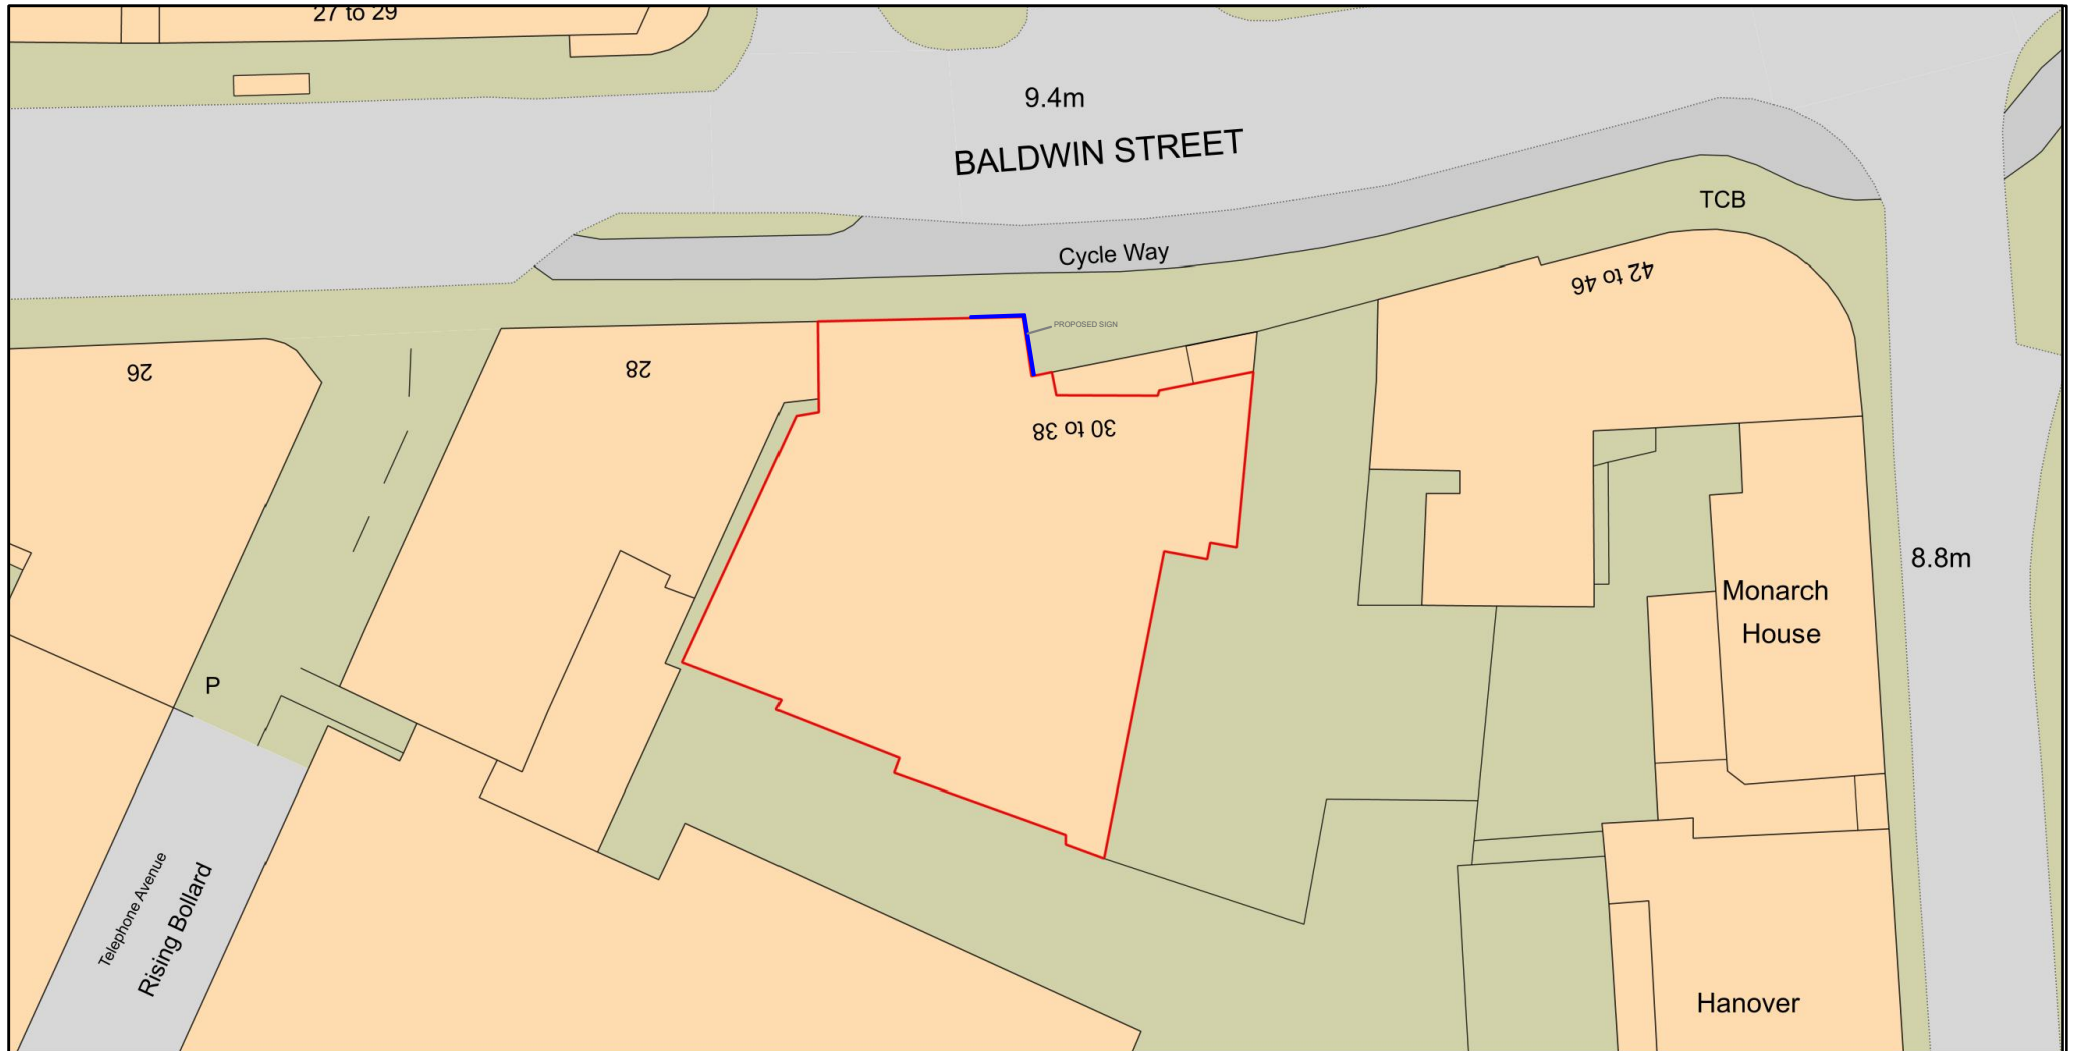 27 to 29
9.4m
BALDWIN STREET
TCB
Cycle Way
42 to 46
PROPOSED SIGN
26
28
30 to 38
8.8m
Monarch
House
P
Telephone Avenue
Rising Bollard
Hanover